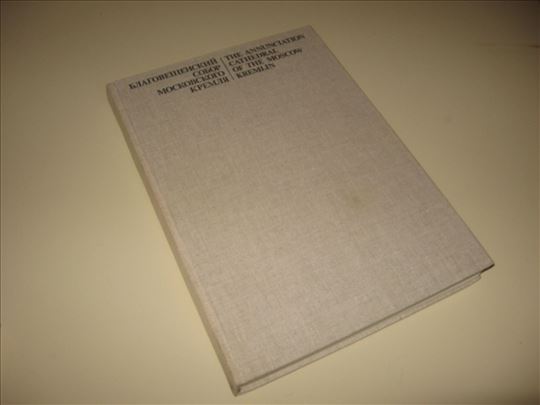 БЛАГОВЕЩЕНСКИЙ
СОБОР
МОСКОВСКОГО
КРЕМЛЯ
THE ANNUNCIATION
CATHEDRAL
OF THE MOSCOW
KREMLIN